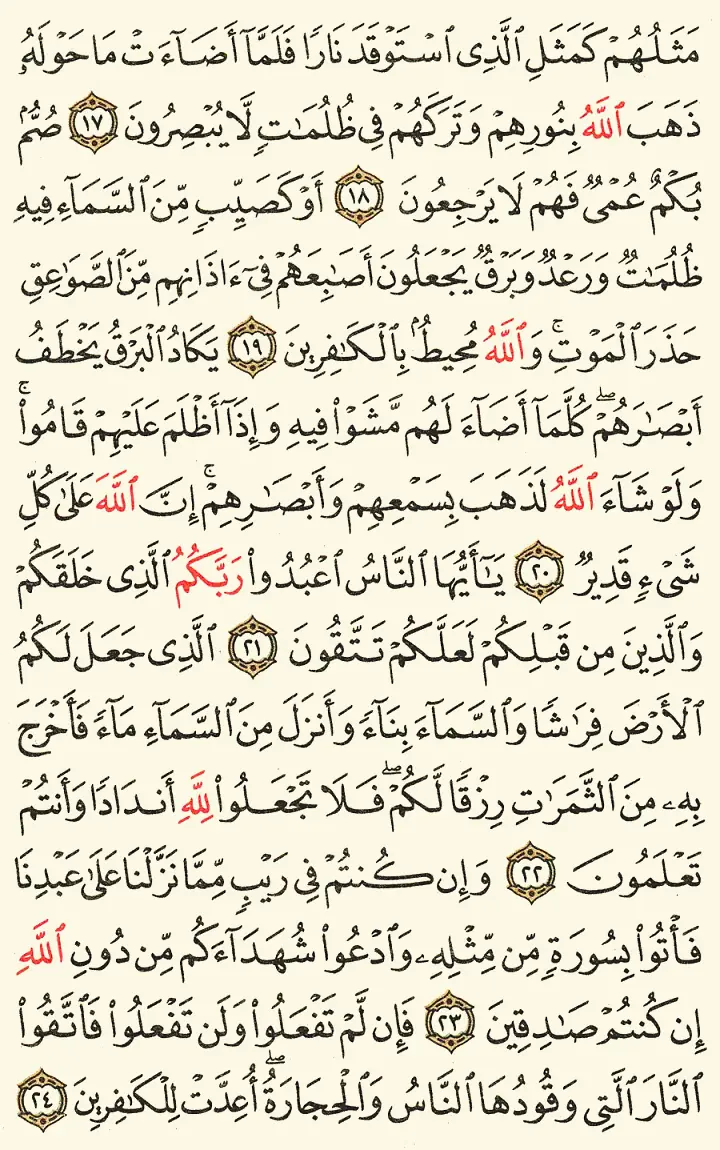 مَثَلُهُمْ كَمَثَلِ ٱلَّذِى ٱسْتَوْقَدَ نَارًا فَلَمَّآ أَضَآءَتْ مَا حَوْلَهُۥ
ذَهَبَ ٱللَّهُ بِنُورِهِمْ وَتَرَكَهُمْ فِى ظُلُمَٰتٍ لَّا يُبْصِرُونَ ١٧ صُمٌّۢ
بُكْمٌ عُمْىٌ فَهُمْ لَا يَرْجِعُونَ ١٨ أَوْ كَصَيِّبٍ مِّنَ ٱلسَّمَآءِ فِيهِ
ظُلُمَٰتٌ وَرَعْدٌ وَبَرْقٌ يَجْعَلُونَ أَصَٰبِعَهُمْ فِىٓ ءَاذَانِهِم مِّنَ ٱلصَّوَٰعِقِ
حَذَرَ ٱلْمَوْتِ ۚ وَٱللَّهُ مُحِيطٌۢ بِٱلْكَٰفِرِينَ ١٩ يَكَادُ ٱلْبَرْقُ يَخْطَفُ
أَبْصَٰرَهُمْ ۖ كُلَّمَآ أَضَآءَ لَهُم مَّشَوْا۟ فِيهِ وَإِذَآ أَظْلَمَ عَلَيْهِمْ قَامُوا۟ ۚ
وَلَوْ شَآءَ ٱللَّهُ لَذَهَبَ بِسَمْعِهِمْ وَأَبْصَٰرِهِمْ ۚ إِنَّ ٱللَّهَ عَلَىٰ كُلِّ
شَىْءٍ قَدِيرٌ ٢٠ يَٰٓأَيُّهَا ٱلنَّاسُ ٱعْبُدُوا۟ رَبَّكُمُ ٱلَّذِى خَلَقَكُمْ
وَٱلَّذِينَ مِن قَبْلِكُمْ لَعَلَّكُمْ تَتَّقُونَ ٢١ ٱلَّذِى جَعَلَ لَكُمُ
ٱلْأَرْضَ فِرَٰشًا وَٱلسَّمَآءَ بِنَآءً وَأَنزَلَ مِنَ ٱلسَّمَآءِ مَآءً فَأَخْرَجَ
بِهِۦ مِنَ ٱلثَّمَرَٰتِ رِزْقًا لَّكُمْ ۖ فَلَا تَجْعَلُوا۟ لِلَّهِ أَندَادًا وَأَنتُمْ
تَعْلَمُونَ ٢٢ وَإِن كُنتُمْ فِى رَيْبٍ مِّمَّا نَزَّلْنَا عَلَىٰ عَبْدِنَا
فَأْتُوا۟ بِسُورَةٍ مِّن مِّثْلِهِۦ وَٱدْعُوا۟ شُهَدَآءَكُم مِّن دُونِ ٱللَّهِ
إِن كُنتُمْ صَٰدِقِينَ ٢٣ فَإِن لَّمْ تَفْعَلُوا۟ وَلَن تَفْعَلُوا۟ فَٱتَّقُوا۟
ٱلنَّارَ ٱلَّتِى وَقُودُهَا ٱلنَّاسُ وَٱلْحِجَارَةُ ۖ أُعِدَّتْ لِلْكَٰفِرِينَ ٢٤